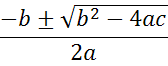 −b ± √b² − 4ac
2a